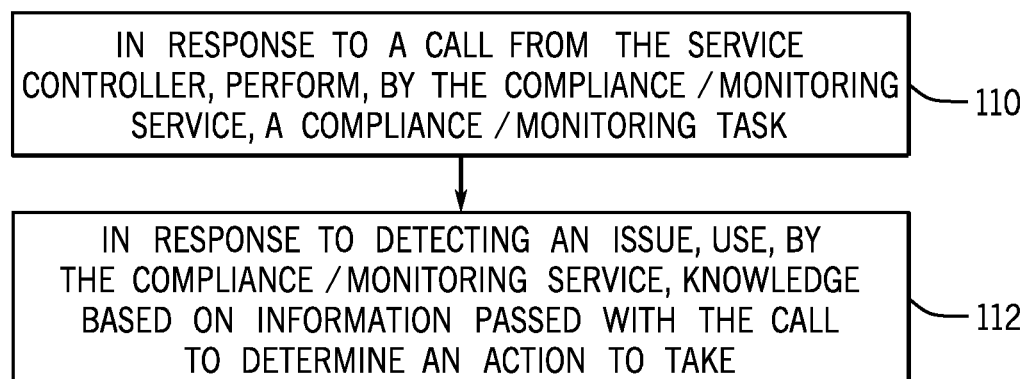 IN RESPONSE TO A CALL FROM THE SERVICE
CONTROLLER, PERFORM, BY THE COMPLIANCE / MONITORING
SERVICE, A COMPLIANCE / MONITORING TASK
110
IN RESPONSE TO DETECTING AN ISSUE, USE, BY
THE COMPLIANCE / MONITORING SERVICE, KNOWLEDGE
BASED ON INFORMATION PASSED WITH THE CALL
TO DETERMINE AN ACTION TO TAKE
112